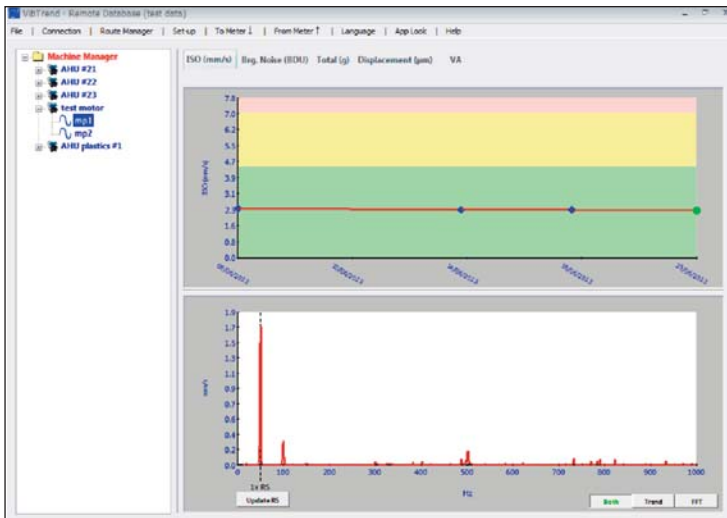 VibTrend - Remote Database (test data)
File | Connection | Route Manager | Set-up | To Meter ↓ | From Meter ↑ | Language | App Look | Help
Machine Manager
AHU #21
AHU #22
AHU #23
test motor
mp1
mp2
AHU plastics #1
ISO (mm/s) Brg. Noise (BDU) Total (g) Displacement (µm) VA
7.8
7.0
6.2
5.4
4.7
3.9
3.1
2.3
1.6
0.8
0.0
ISO (mm/s)
1.9
1.7
1.5
1.3
1.1
0.9
0.7
0.6
0.4
0.2
0.0
mm/s
0 100 200 300 400 500 600 700 800 900 1000
1x RS
Hz
Update RS
Both Trend FFT